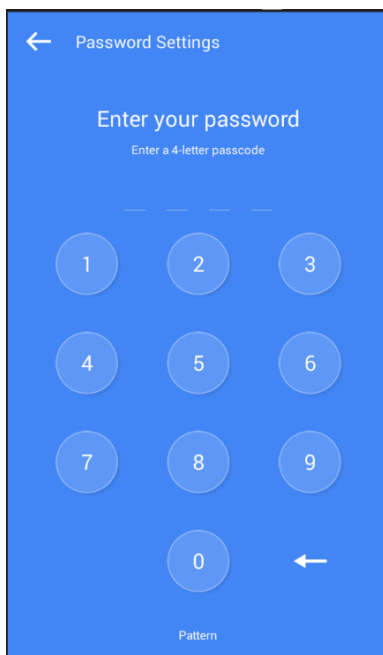 Password Settings
Enter your password
Enter a 4-letter passcode
1 2 3
4 5 6
7 8 9
0
Pattern